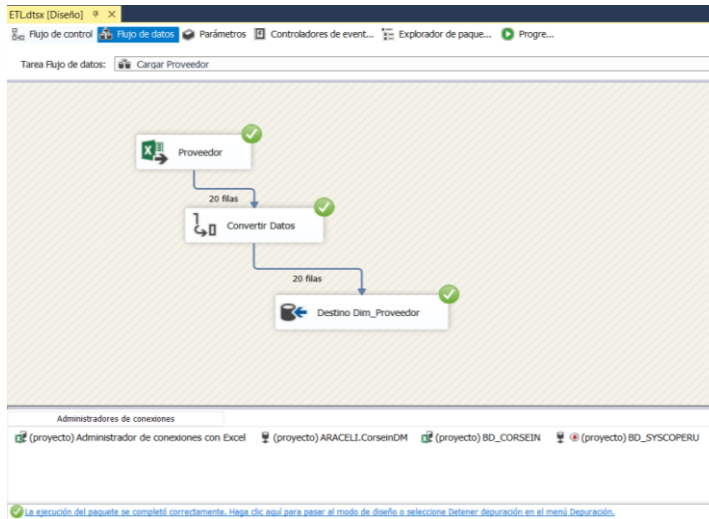 ETL.dtsx [Diseño]
Flujo de control Flujo de datos Parámetros Controladores de event... Explorador de paque... Progre...
Tarea Flujo de datos: Cargar Proveedor
Proveedor
20 filas
Convertir Datos
20 filas
Destino Dim_Proveedor
Administradores de conexiones
(proyecto) Administrador de conexiones con Excel (proyecto) ARACELI.CorseinDM (proyecto) BD_CORSEIN (proyecto) BD_SYSCOPERU
La ejecución del paquete se completó correctamente. Haga clic aquí para pasar al modo de diseño o seleccione Detener depuración en el menú Depuración.